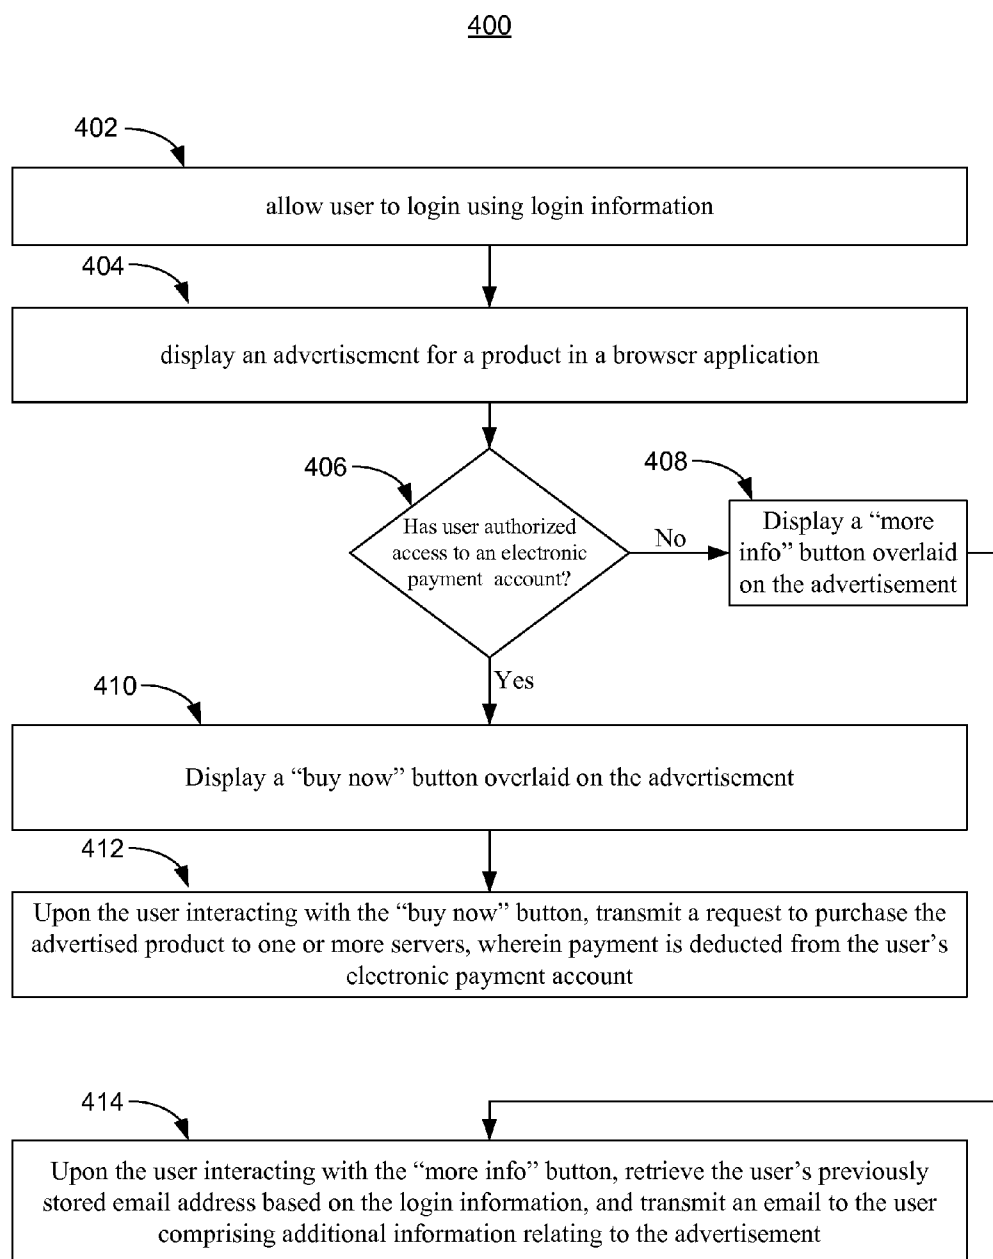 400
402
allow user to login using login information
404
display an advertisement for a product in a browser application
406
Has user authorized
access to an electronic
payment account?
No
408
Display a “more
info” button overlaid
on the advertisement
Yes
410
Display a “buy now” button overlaid on the advertisement
412
Upon the user interacting with the “buy now” button, transmit a request to purchase the
advertised product to one or more servers, wherein payment is deducted from the user’s
electronic payment account
414
Upon the user interacting with the “more info” button, retrieve the user’s previously
stored email address based on the login information, and transmit an email to the user
comprising additional information relating to the advertisement